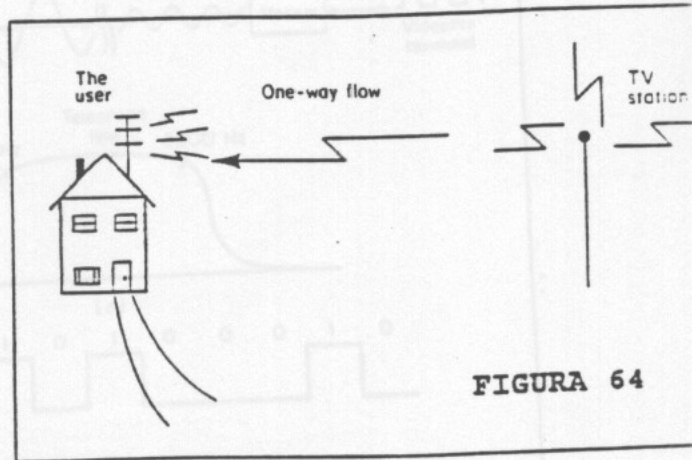 The
user
One-way flow
TV
station
FIGURA 64